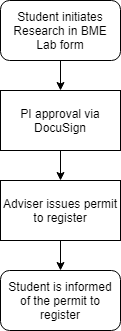 Student initiates
Research in BME
Lab form
PI approval via
DocuSign
Adviser issues permit
to register
Student is informed
of the permit to
register